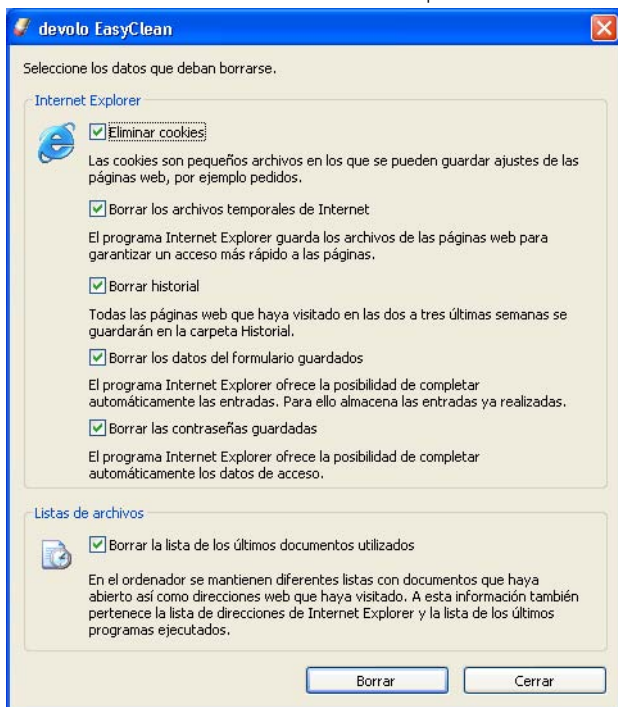 devolo EasyClean
Seleccione los datos que deban borrarse.
Internet Explorer
Eliminar cookies
Las cookies son pequeños archivos en los que se pueden guardar ajustes de las
páginas web, por ejemplo pedidos.
Borrar los archivos temporales de Internet
El programa Internet Explorer guarda los archivos de las páginas web para
garantizar un acceso más rápido a las páginas.
Borrar historial
Todas las páginas web que haya visitado en las dos a tres últimas semanas se
guardarán en la carpeta Historial.
Borrar los datos del formulario guardados
El programa Internet Explorer ofrece la posibilidad de completar
automáticamente las entradas. Para ello almacena las entradas ya realizadas.
Borrar las contraseñas guardadas
El programa Internet Explorer ofrece la posibilidad de completar
automáticamente los datos de acceso.
Listas de archivos
Borrar la lista de los últimos documentos utilizados
En el ordenador se mantienen diferentes listas con documentos que haya
abierto así como direcciones web que haya visitado. A esta información también
pertenece la lista de direcciones de Internet Explorer y la lista de los últimos
programas ejecutados.
Borrar
Cerrar